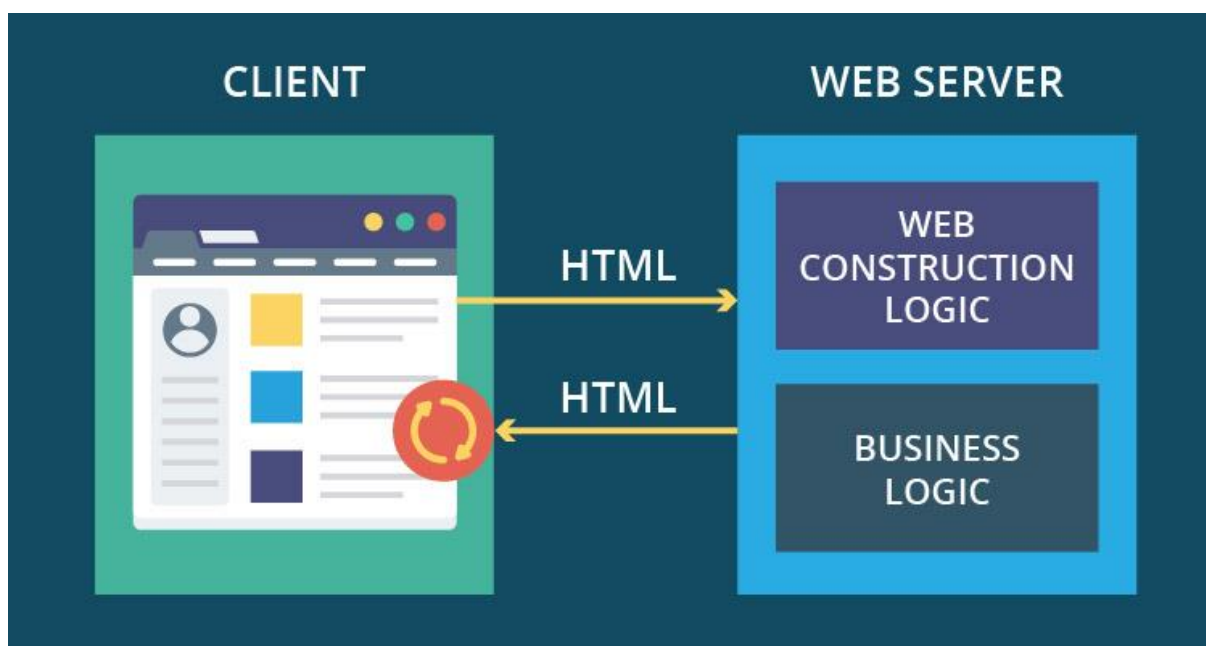 CLIENT
WEB SERVER
HTML
HTML
WEB
CONSTRUCTION
LOGIC
BUSINESS
LOGIC